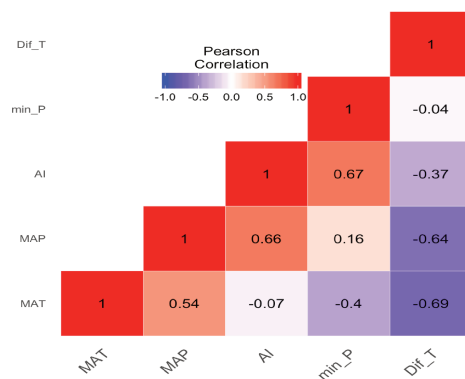 Dif_T
1
Pearson
Correlation
-1.0 -0.5 0.0 0.5 1.0
min_P
1 -0.04
AI
1 0.67 -0.37
MAP
1 0.66 0.16 -0.64
MAT
1 0.54 -0.07 -0.4 -0.69
MAT MAP AI min_P Dif_T